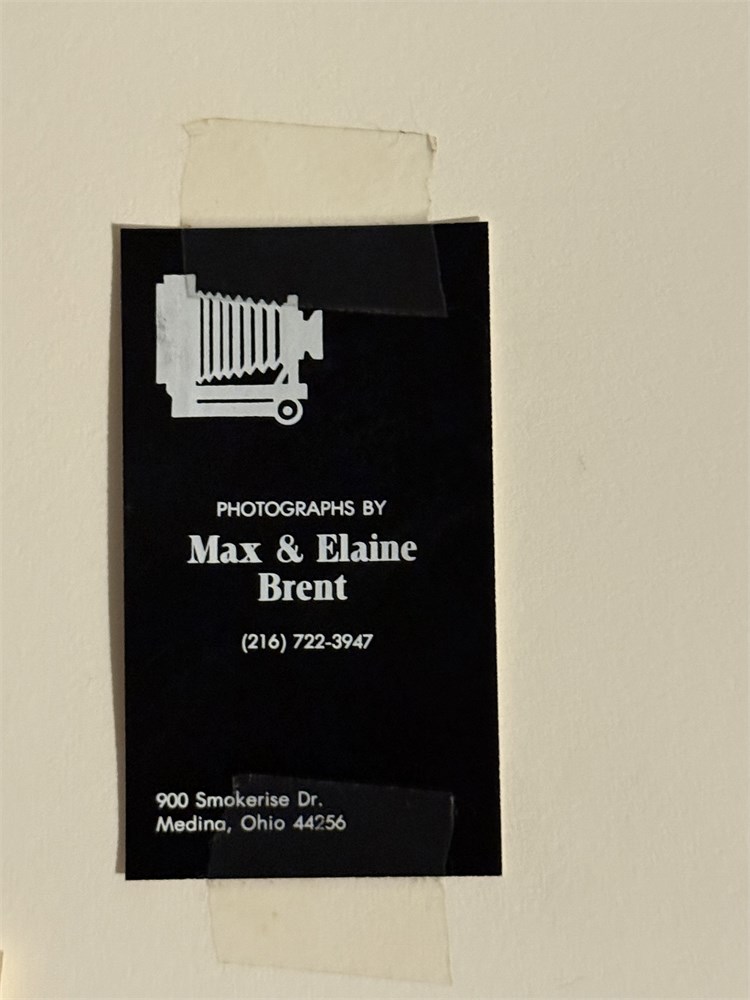 PHOTOGRAPHS BY
Max & Elaine
Brent
(216) 722-3947
900 Smokerise Dr.
Medina, Ohio 44256